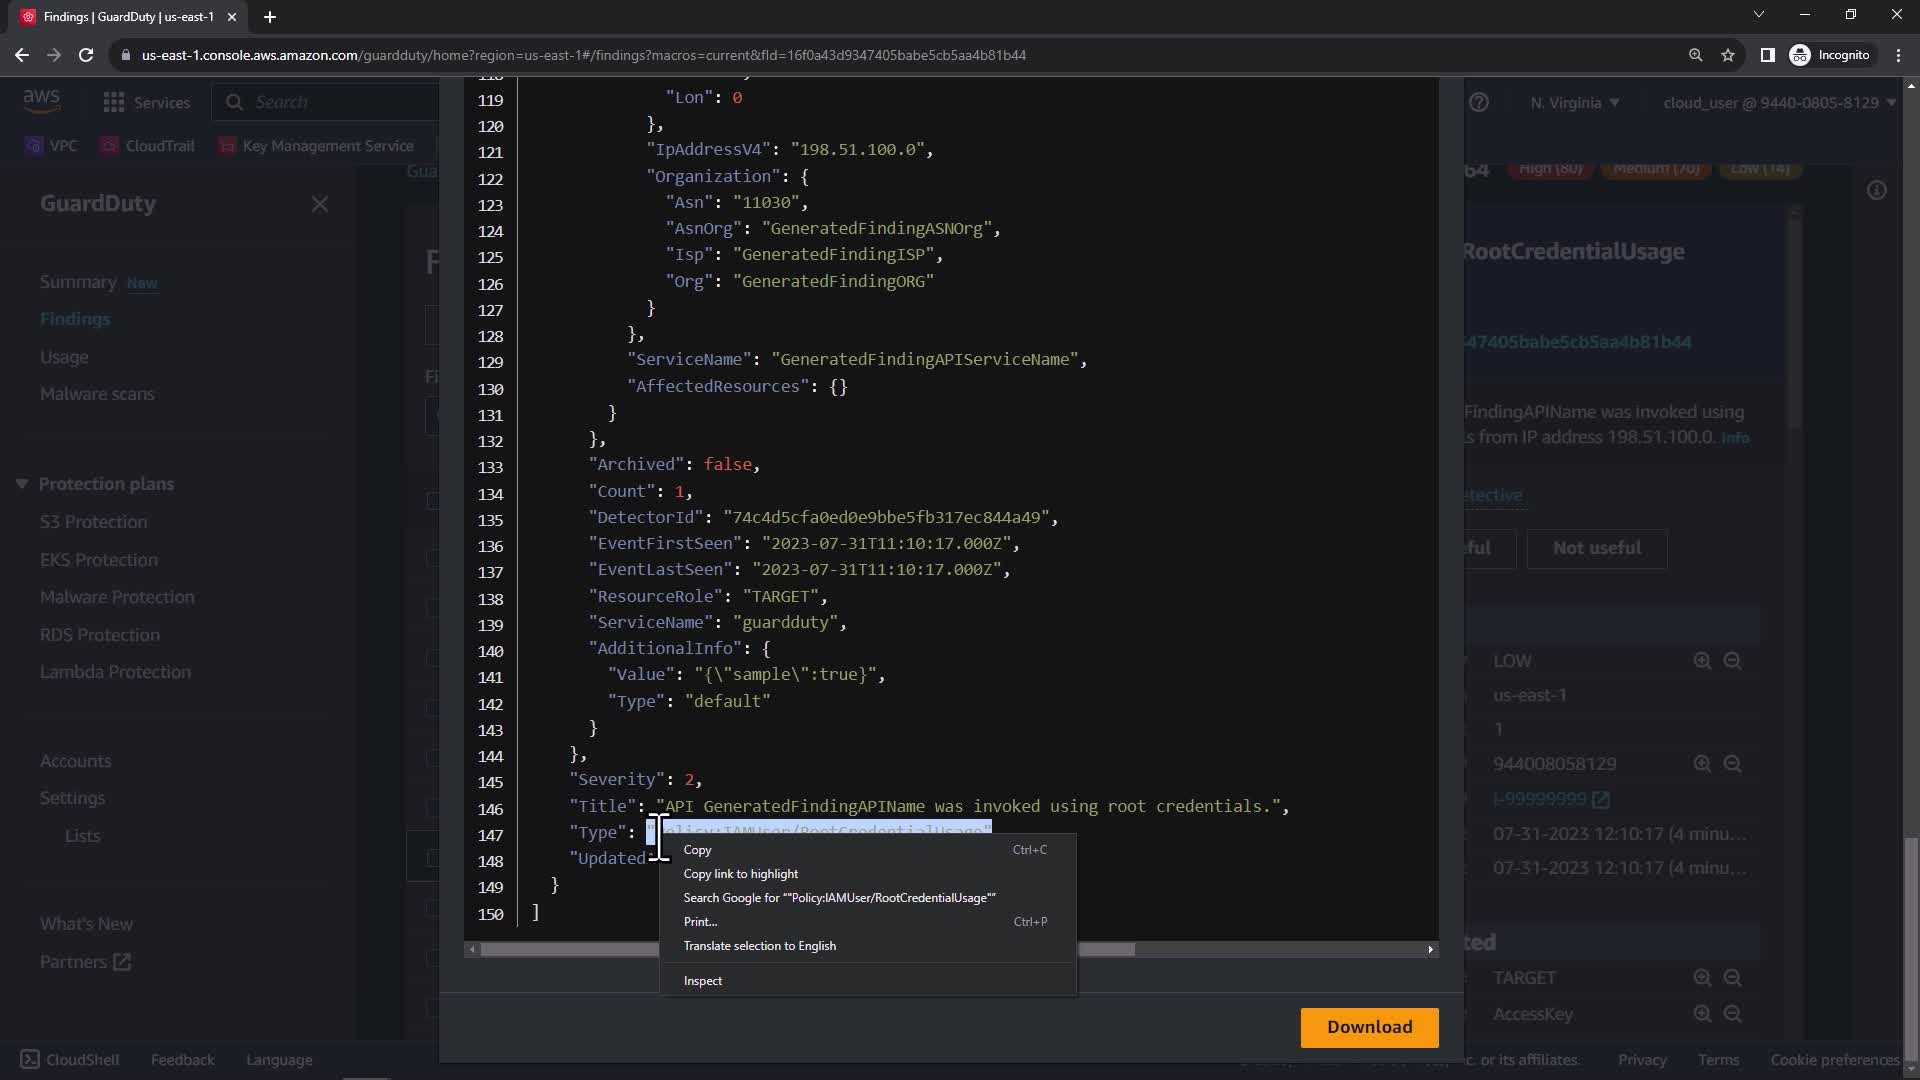 Findings | GuardDuty | us-east-1
us-east-1.console.aws.amazon.com/guardduty/home?region=us-east-1#/findings?macros=current&fId=16f0a43d9347405babe5cb5aa4b81b44
Incognito
aws
Services
Search
N. Virginia
cloud_user @ 9440-0805-8129
VPC
CloudTrail
Key Management Service
GuardDuty
Summary New
Findings
Usage
Malware scans
Protection plans
S3 Protection
EKS Protection
Malware Protection
RDS Protection
Lambda Protection
Accounts
Settings
Lists
What's New
Partners
119 "Lon": 0
120 },
121 "IpAddressV4": "198.51.100.0",
122 "Organization": {
123 "Asn": "11030",
124 "AsnOrg": "GeneratedFindingASNOrg",
125 "Isp": "GeneratedFindingISP",
126 "Org": "GeneratedFindingORG"
127 }
128 },
129 "ServiceName": "GeneratedFindingAPIServiceName",
130 "AffectedResources": {}
131 }
132 },
133 "Archived": false,
134 "Count": 1,
135 "DetectorId": "74c4d5cfa0ed0e9bbe5fb317ec844a49",
136 "EventFirstSeen": "2023-07-31T11:10:17.000Z",
137 "EventLastSeen": "2023-07-31T11:10:17.000Z",
138 "ResourceRole": "TARGET",
139 "ServiceName": "guardduty",
140 "AdditionalInfo": {
141 "Value": "{\"sample\":true}",
142 "Type": "default"
143 }
144 },
145 "Severity": 2,
146 "Title": "API GeneratedFindingAPIName was invoked using root credentials.",
147 "Type": "Policy:IAMUser/RootCredentialUsage"
148 "Updated
149 }
150 ]
Copy Ctrl+C
Copy link to highlight
Search Google for ""Policy:IAMUser/RootCredentialUsage""
Print... Ctrl+P
Translate selection to English
Inspect
Download
High (80)
Medium (70)
Low (14)
RootCredentialUsage
47405babe5cb5aa4b81b44
FindingAPIName was invoked using
s from IP address 198.51.100.0. Info
etective
ful
Not useful
LOW
us-east-1
1
944008058129
i-99999999
07-31-2023 12:10:17 (4 minu...
07-31-2023 12:10:17 (4 minu...
ted
TARGET
AccessKey
CloudShell
Feedback
Language
c. or its affiliates.
Privacy
Terms
Cookie preferences